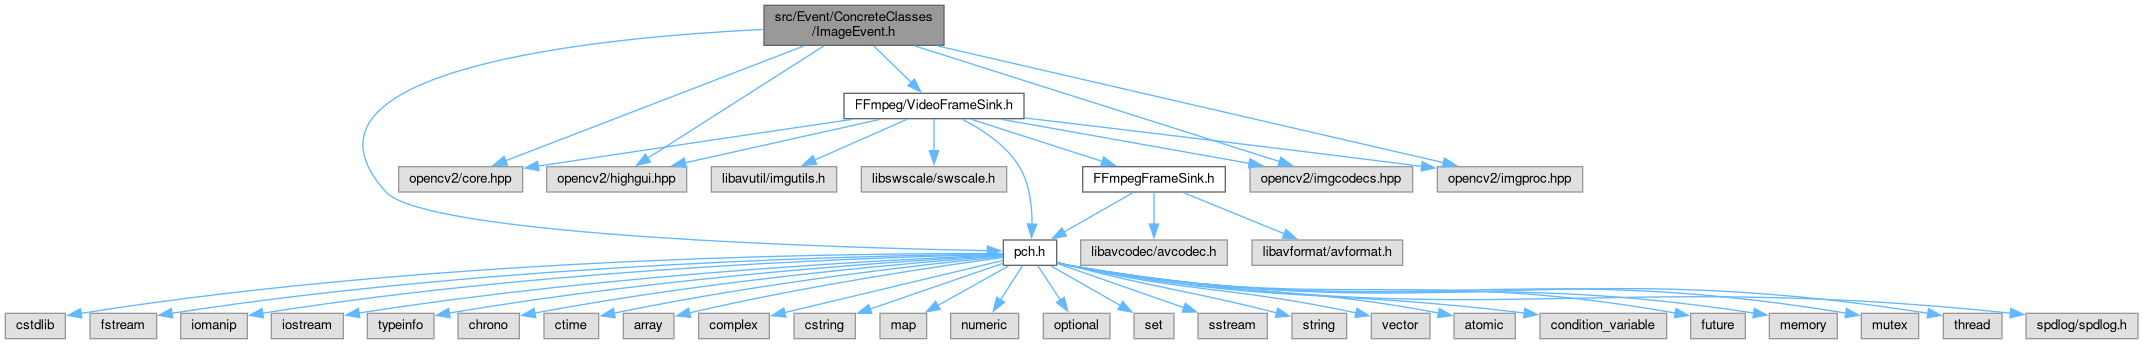 src/Event/ConcreteClasses
/ImageEvent.h
FFmpeg/VideoFrameSink.h
opencv2/core.hpp
opencv2/highgui.hpp
libavutil/imgutils.h
libswscale/swscale.h
FFmpegFrameSink.h
opencv2/imgcodecs.hpp
opencv2/imgproc.hpp
pch.h
libavcodec/avcodec.h
libavformat/avformat.h
cstdlib
fstream
iomanip
iostream
typeinfo
chrono
ctime
array
complex
cstring
map
numeric
optional
set
sstream
string
vector
atomic
condition_variable
future
memory
mutex
thread
spdlog/spdlog.h